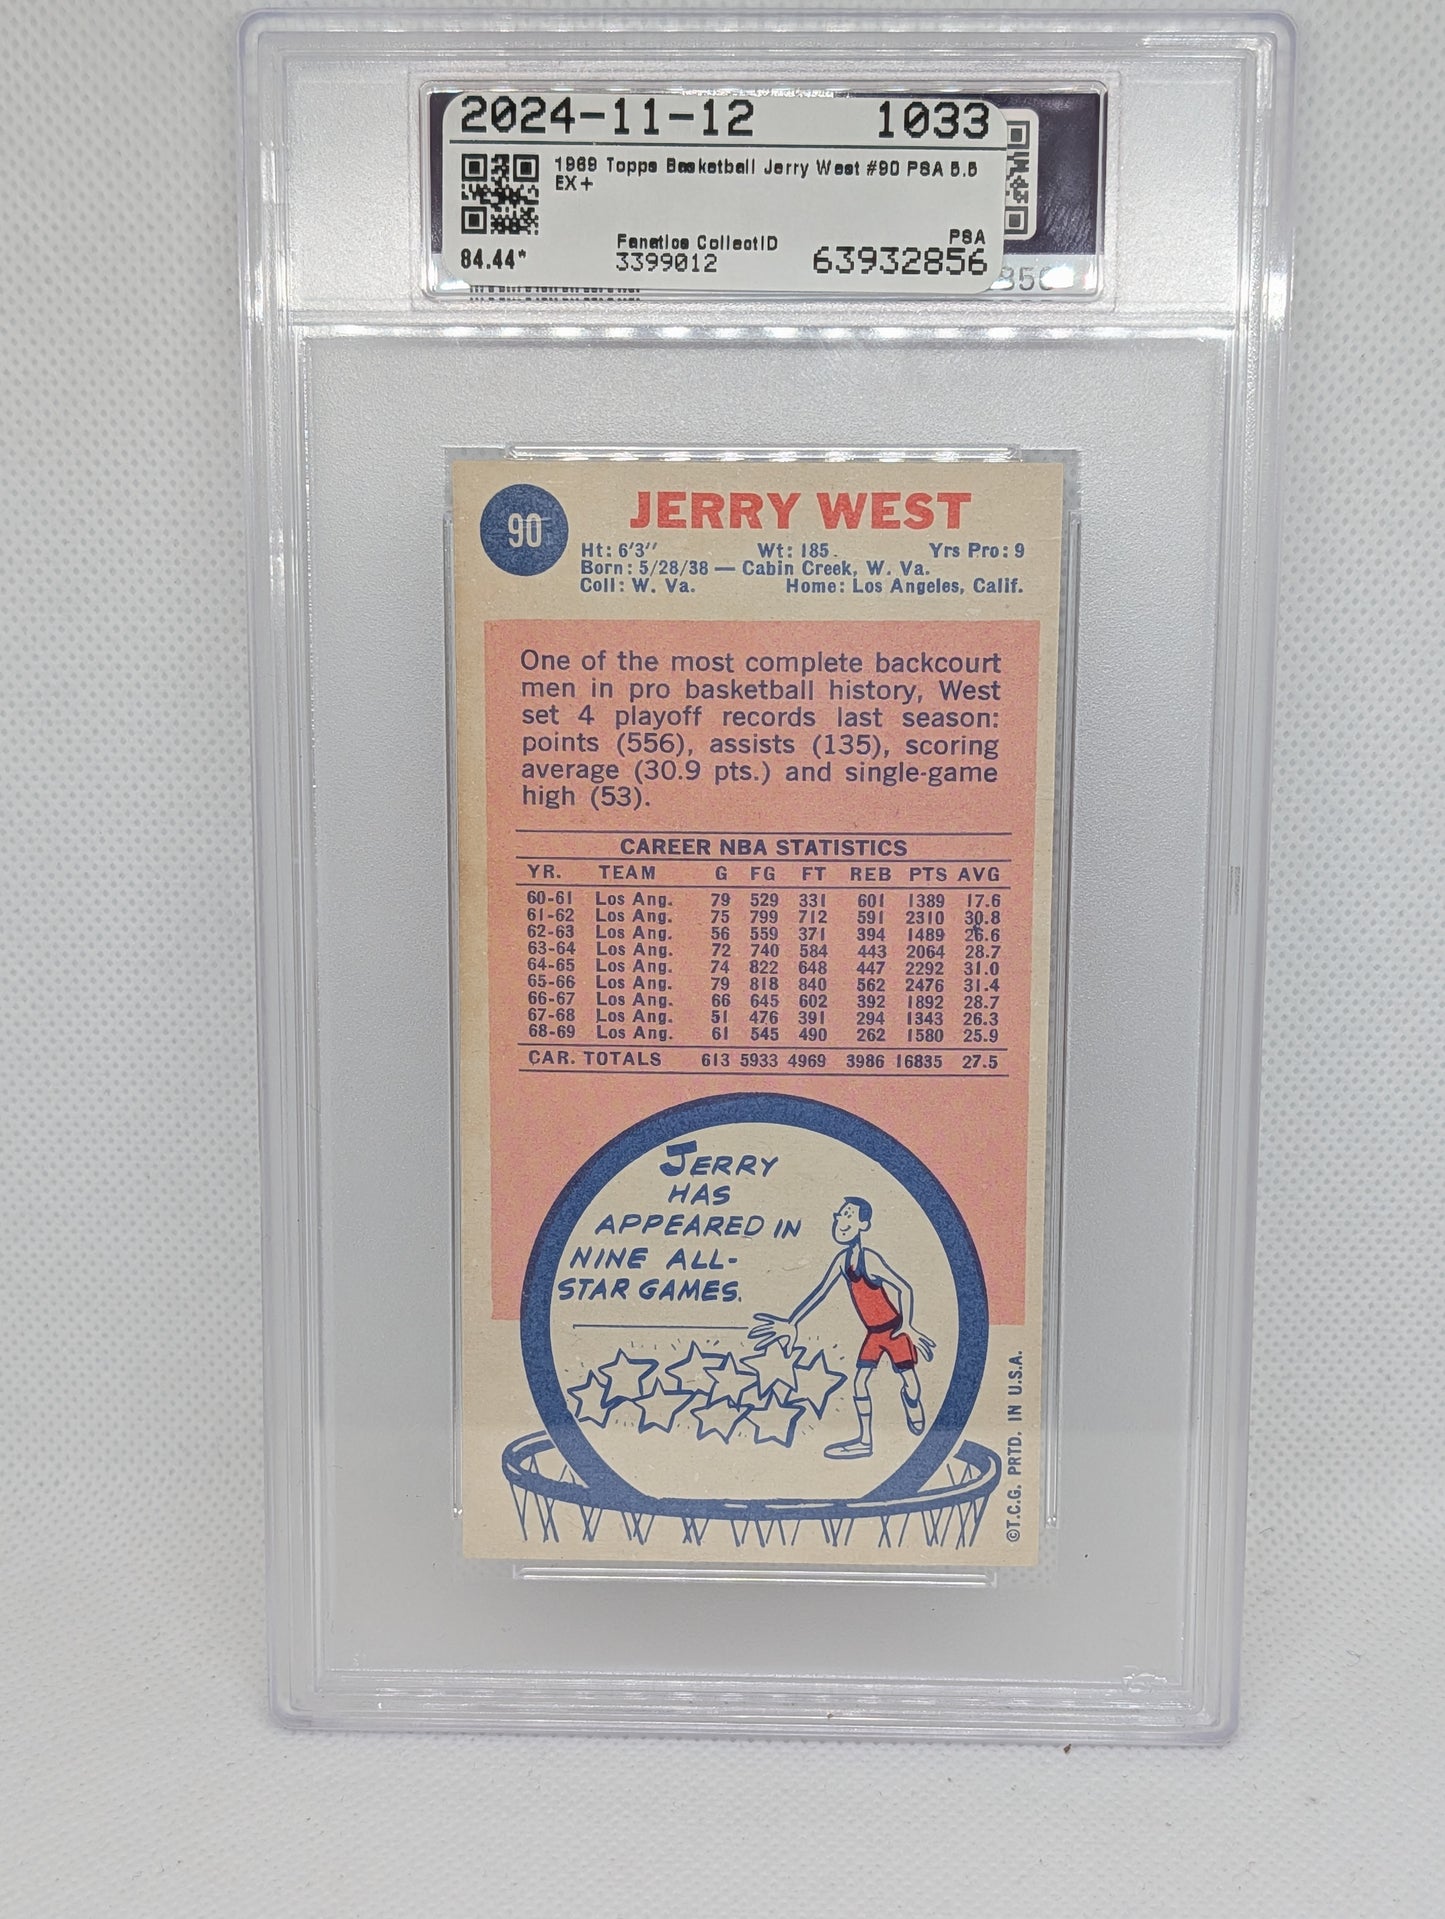 2024-11-12 1033
1969 Topps Basketball Jerry West #90 PSA 5.5
EX+
Fanatics CollectID PSA
84.44* 3399012 63932856
90
JERRY WEST
Ht: 6'3'' Wt: 185. Yrs Pro: 9
Born: 5/28/38 — Cabin Creek, W. Va.
Coll: W. Va. Home: Los Angeles, Calif.
One of the most complete backcourt
men in pro basketball history, West
set 4 playoff records last season:
points (556), assists (135), scoring
average (30.9 pts.) and single-game
high (53).
CAREER NBA STATISTICS
YR. TEAM G FG FT REB PTS AVG
60-61 Los Ang. 79 529 331 601 1389 17.6
61-62 Los Ang. 75 799 712 591 2310 30.8
62-63 Los Ang. 56 559 371 394 1489 26.6
63-64 Los Ang. 72 740 584 443 2064 28.7
64-65 Los Ang. 74 822 648 447 2292 31.0
65-66 Los Ang. 79 818 840 562 2476 31.4
66-67 Los Ang. 66 645 602 392 1892 28.7
67-68 Los Ang. 51 476 391 294 1343 26.3
68-69 Los Ang. 61 545 490 262 1580 25.9
CAR. TOTALS 613 5933 4969 3986 16835 27.5
JERRY
HAS
APPEARED IN
NINE ALL-
STAR GAMES.
©T.C.G. PRTD. IN U.S.A.